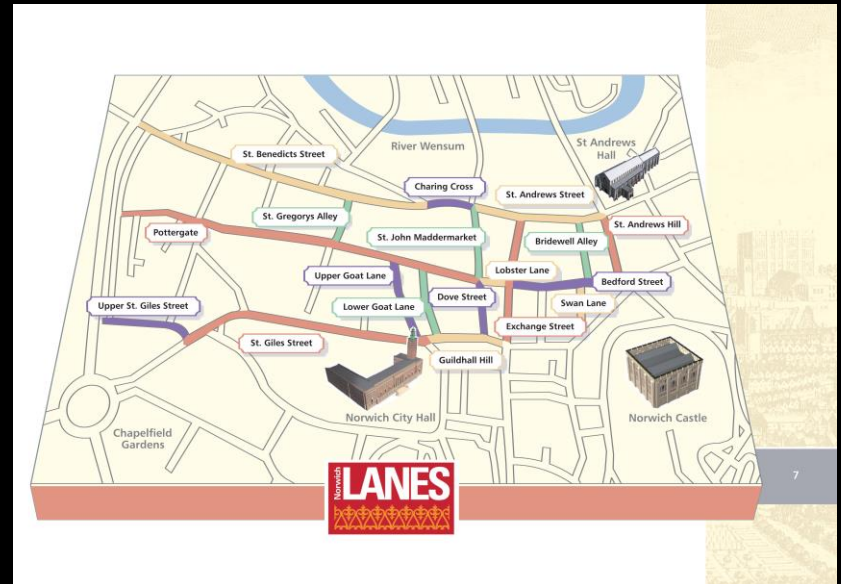 River Wensum
St Andrews
Hall
St. Benedicts Street
Charing Cross
St. Andrews Street
St. Gregorys Alley
St. Andrews Hill
Pottergate
St. John Maddermarket
Bridewell Alley
Upper Goat Lane
Lobster Lane
Bedford Street
Upper St. Giles Street
Lower Goat Lane
Dove Street
Swan Lane
Exchange Street
St. Giles Street
Guildhall Hill
Norwich City Hall
Norwich Castle
Chapelfield
Gardens
Norwich
LANES
7